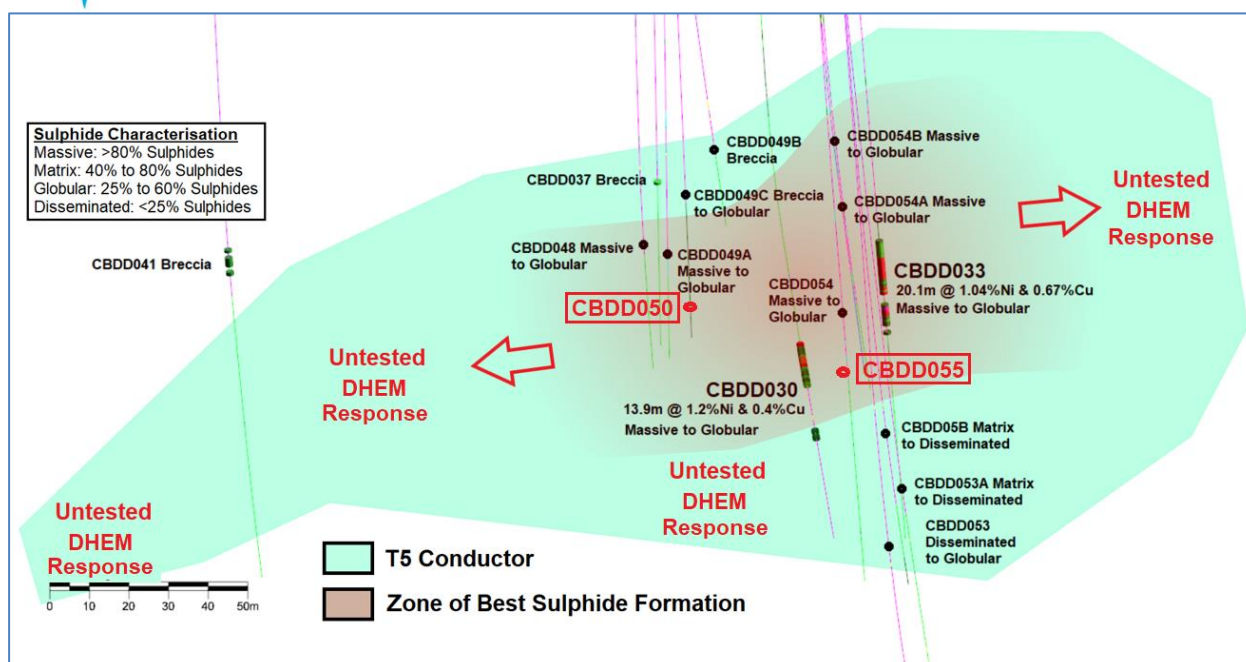 Sulphide Characterisation
Massive: >80% Sulphides
Matrix: 40% to 80% Sulphides
Globular: 25% to 60% Sulphides
Disseminated: <25% Sulphides
CBDD041 Breccia
CBDD037 Breccia
CBDD049B
Breccia
CBDD049C Breccia
to Globular
CBDD048 Massive
to Globular
CBDD049A
Massive to
Globular
CBDD050
CBDD054B Massive
to Globular
CBDD054A Massive
to Globular
CBDD054
Massive to
Globular
CBDD033
20.1m @ 1.04%Ni & 0.67%Cu
Massive to Globular
CBDD055
CBDD030
13.9m @ 1.2%Ni & 0.4%Cu
Massive to Globular
CBDD05B Matrix
to Disseminated
CBDD053A Matrix
to Disseminated
CBDD053
Disseminated
to Globular
Untested
DHEM
Response
Untested
DHEM
Response
Untested
DHEM
Response
Untested
DHEM
Response
0 10 20 30 40 50m
T5 Conductor
Zone of Best Sulphide Formation